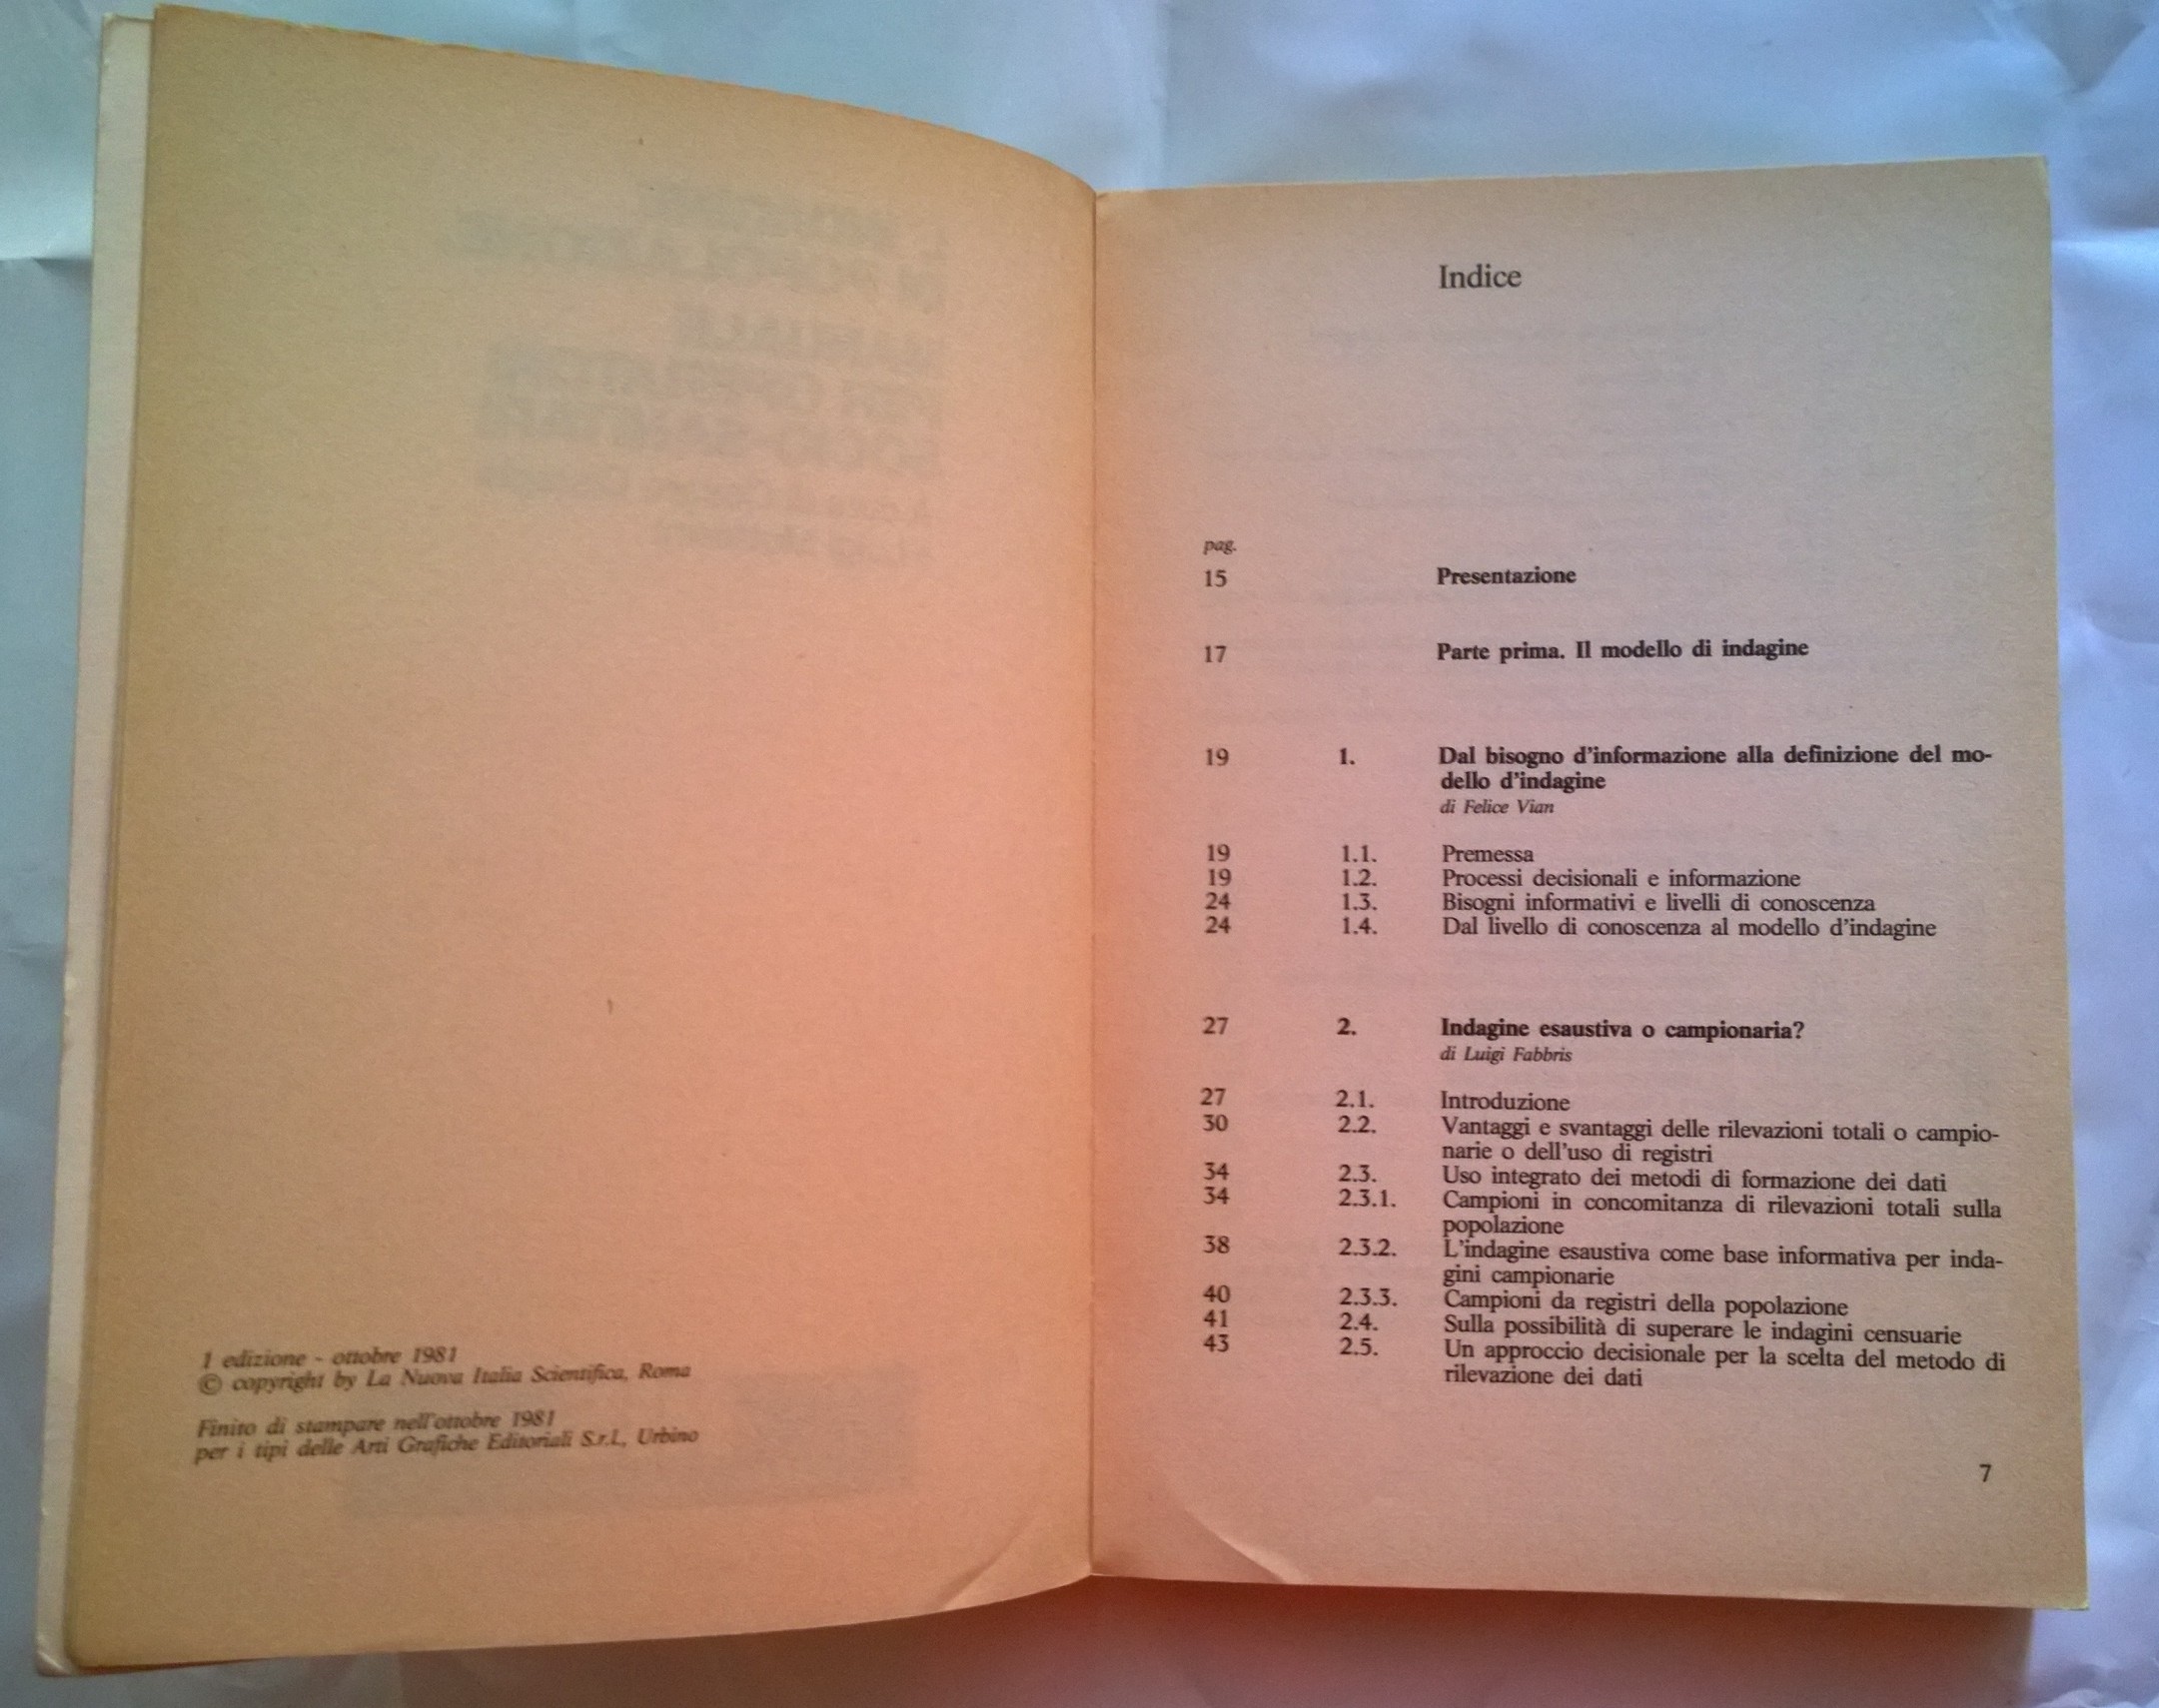 1 edizione - ottobre 1981
© copyright by La Nuova Italia Scientifica, Roma
Finito di stampare nell'ottobre 1981
per i tipi delle Arti Grafiche Editoriali S.r.l., Urbino
Indice
pag.
15 Presentazione
17 Parte prima. Il modello di indagine
19 1. Dal bisogno d'informazione alla definizione del mo-
dello d'indagine
di Felice Vian
19 1.1. Premessa
19 1.2. Processi decisionali e informazione
24 1.3. Bisogni informativi e livelli di conoscenza
24 1.4. Dal livello di conoscenza al modello d'indagine
27 2. Indagine esaustiva o campionaria?
di Luigi Fabbris
27 2.1. Introduzione
30 2.2. Vantaggi e svantaggi delle rilevazioni totali o campio-
narie o dell'uso di registri
34 2.3. Uso integrato dei metodi di formazione dei dati
34 2.3.1. Campioni in concomitanza di rilevazioni totali sulla
popolazione
38 2.3.2. L'indagine esaustiva come base informativa per inda-
gini campionarie
40 2.3.3. Campioni da registri della popolazione
41 2.4. Sulla possibilità di superare le indagini censuarie
43 2.5. Un approccio decisionale per la scelta del metodo di
rilevazione dei dati
7